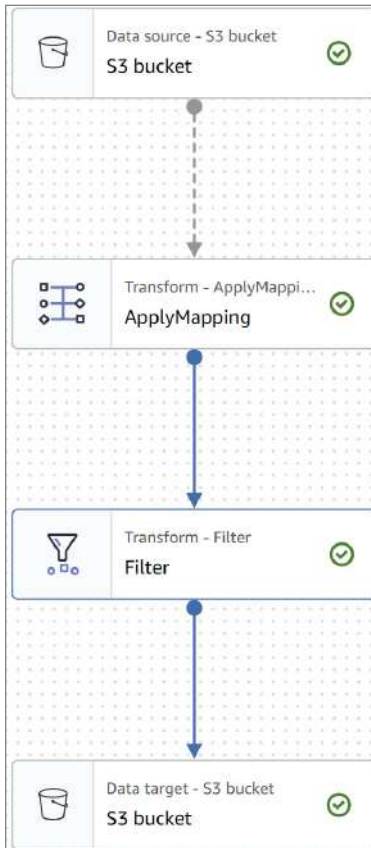 Data source - S3 bucket
S3 bucket
Transform - ApplyMappi...
ApplyMapping
Transform - Filter
Filter
Data target - S3 bucket
S3 bucket